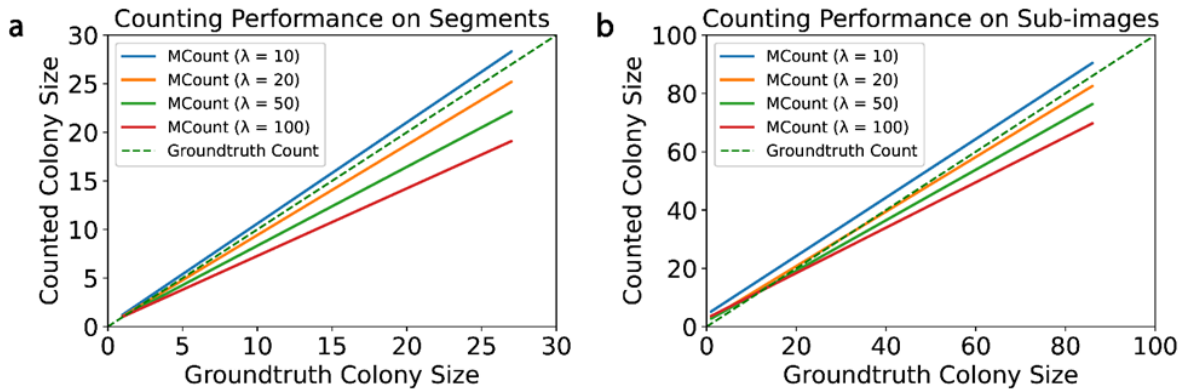 a
Counting Performance on Segments
Counted Colony Size
30
25
20
15
10
5
0
MCount (λ = 10)
MCount (λ = 20)
MCount (λ = 50)
MCount (λ = 100)
Groundtruth Count
0 5 10 15 20 25 30
Groundtruth Colony Size
b
Counting Performance on Sub-images
Counted Colony Size
100
80
60
40
20
0
MCount (λ = 10)
MCount (λ = 20)
MCount (λ = 50)
MCount (λ = 100)
Groundtruth Count
0 20 40 60 80 100
Groundtruth Colony Size